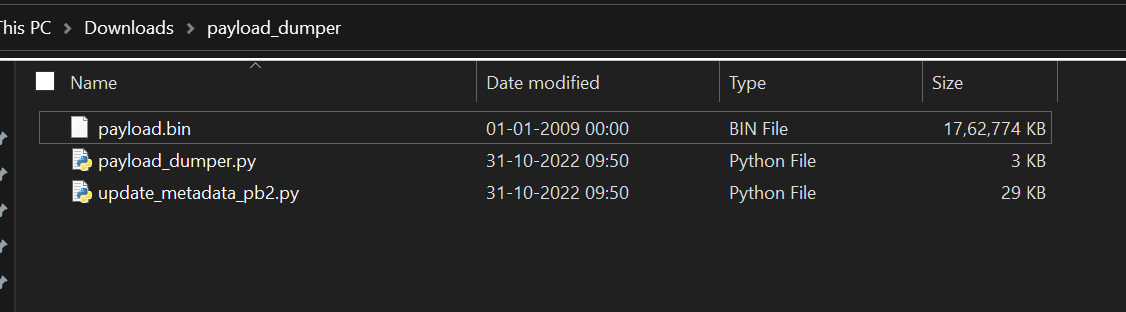 This PC Downloads payload_dumper
Name Date modified Type Size
payload.bin 01-01-2009 00:00 BIN File 17,62,774 KB
payload_dumper.py 31-10-2022 09:50 Python File 3 KB
update_metadata_pb2.py 31-10-2022 09:50 Python File 29 KB